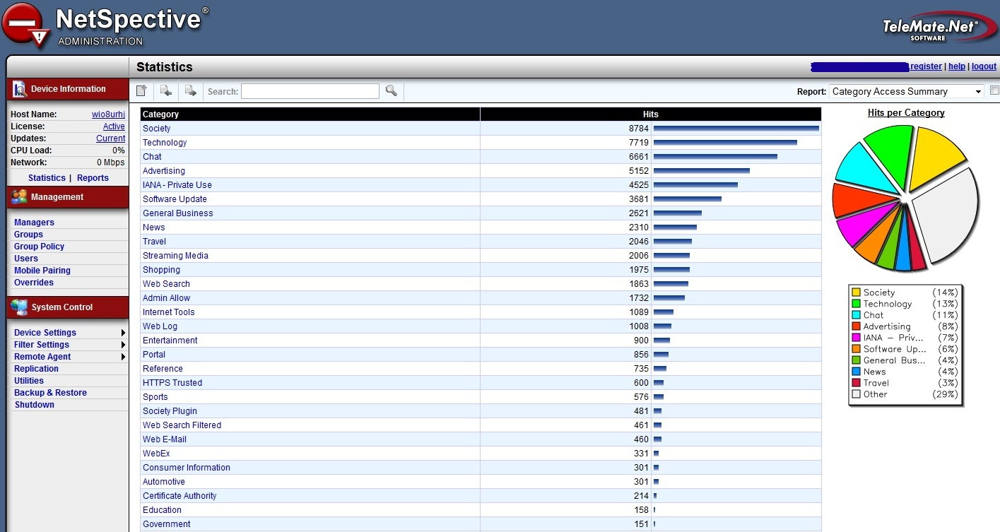 NetSpective®
ADMINISTRATION
TeleMate.Net®
SOFTWARE
Statistics
register | help | logout
Device Information
Search:
Report: Category Access Summary
Host Name: wio8urhj
License: Active
Updates: Current
CPU Load: 0%
Network: 0 Mbps
Statistics | Reports
Management
Managers
Groups
Group Policy
Users
Mobile Pairing
Overrides
System Control
Device Settings
Filter Settings
Remote Agent
Replication
Utilities
Backup & Restore
Shutdown
Category Hits
Society 8784
Technology 7719
Chat 6661
Advertising 5152
IANA - Private Use 4525
Software Update 3681
General Business 2621
News 2310
Travel 2046
Streaming Media 2006
Shopping 1975
Web Search 1863
Admin Allow 1732
Internet Tools 1089
Web Log 1008
Entertainment 900
Portal 856
Reference 735
HTTPS Trusted 600
Sports 576
Society Plugin 481
Web Search Filtered 461
Web E-Mail 460
WebEx 331
Consumer Information 301
Automotive 301
Certificate Authority 214
Education 158
Government 151
Hits per Category
Society (14%)
Technology (13%)
Chat (11%)
Advertising (8%)
IANA - Priv... (7%)
Software Up... (6%)
General Bus... (4%)
News (4%)
Travel (3%)
Other (29%)